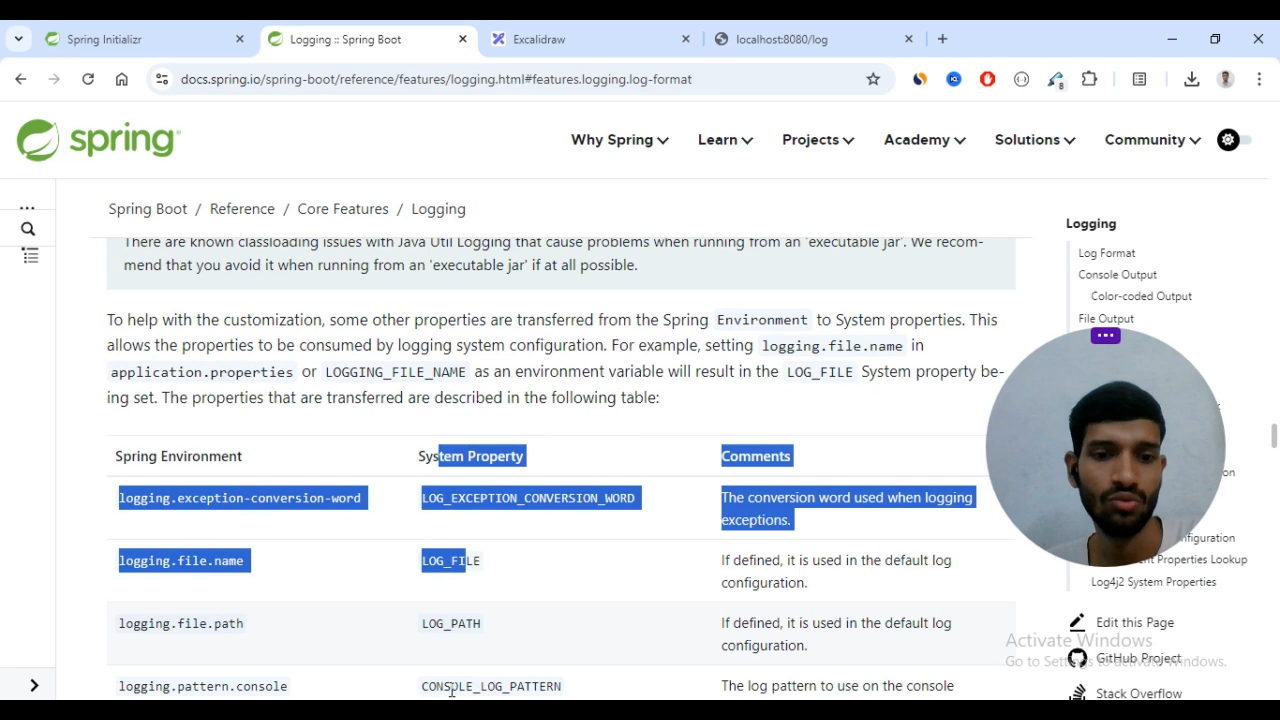 Spring Initializr
Logging :: Spring Boot
Excalidraw
localhost:8080/log
docs.spring.io/spring-boot/reference/features/logging.html#features.logging.log-format
8
spring
Why Spring
Learn
Projects
Academy
Solutions
Community
Spring Boot / Reference / Core Features / Logging
There are known classloading issues with Java Util Logging that cause problems when running from an 'executable jar'. We recom-
mend that you avoid it when running from an 'executable jar' if at all possible.
To help with the customization, some other properties are transferred from the Spring Environment to System properties. This
allows the properties to be consumed by logging system configuration. For example, setting logging.file.name in
application.properties or LOGGING_FILE_NAME as an environment variable will result in the LOG_FILE System property be-
ing set. The properties that are transferred are described in the following table:
Spring Environment System Property Comments
logging.exception-conversion-word LOG_EXCEPTION_CONVERSION_WORD The conversion word used when logging
exceptions.
logging.file.name LOG_FILE If defined, it is used in the default log
configuration.
logging.file.path LOG_PATH If defined, it is used in the default log
configuration.
logging.pattern.console CONSOLE_LOG_PATTERN The log pattern to use on the console
Logging
Log Format
Console Output
Color-coded Output
File Output
Properties Lookup
Log4j2 System Properties
Edit this Page
GitHub Project
Stack Overflow
Activate Windows
Go to Settings to activate Windows.